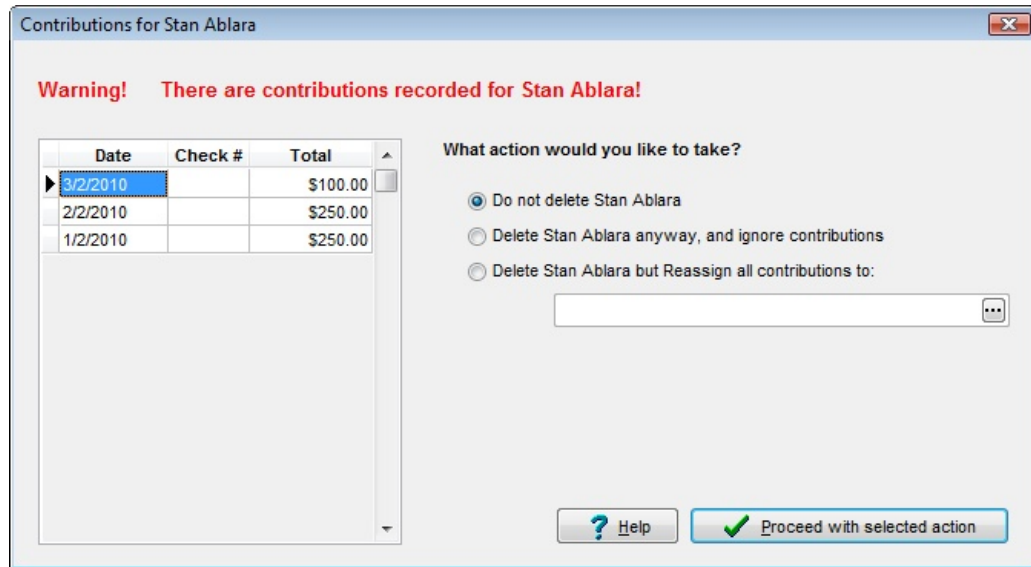 Contributions for Stan Ablara
Warning! There are contributions recorded for Stan Ablara!
Date Check # Total
3/2/2010 $100.00
2/2/2010 $250.00
1/2/2010 $250.00
What action would you like to take?
Do not delete Stan Ablara
Delete Stan Ablara anyway, and ignore contributions
Delete Stan Ablara but Reassign all contributions to:
...
Help
Proceed with selected action